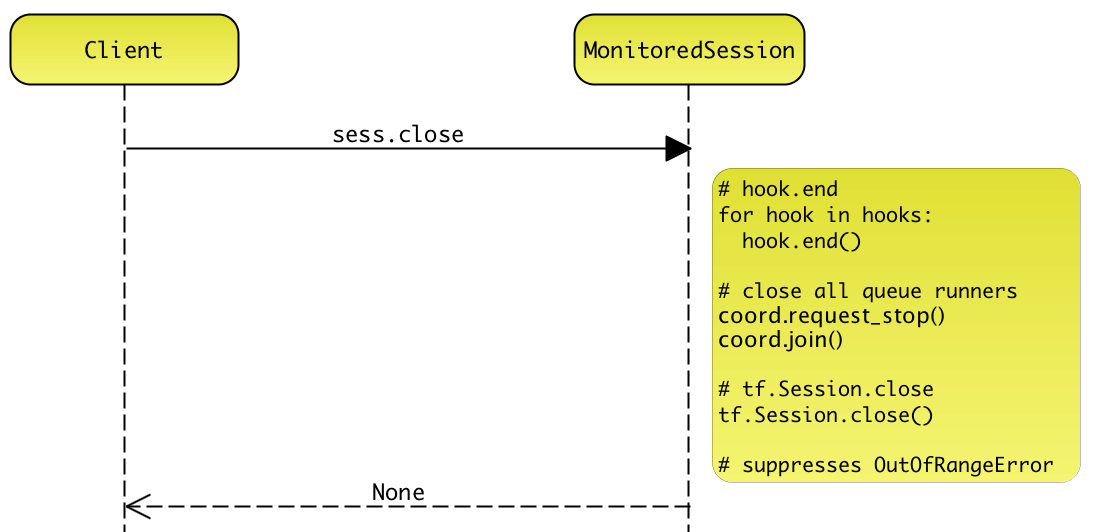 Client
MonitoredSession
sess.close
# hook.end
for hook in hooks:
  hook.end()
# close all queue runners
coord.request_stop()
coord.join()
# tf.Session.close
tf.Session.close()
# suppresses OutOfRangeError
None